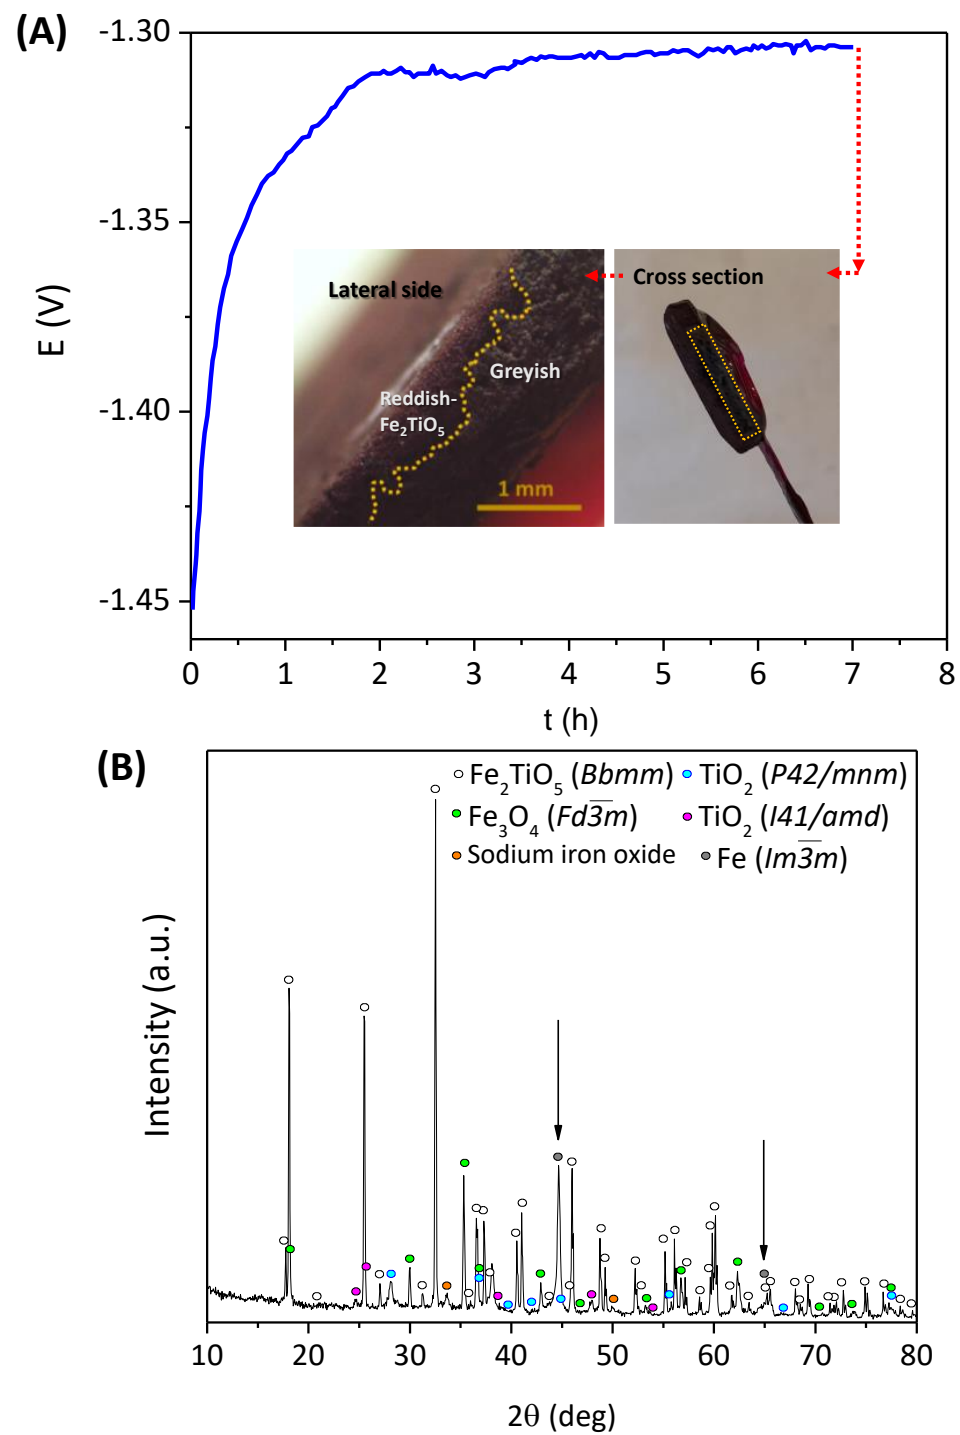 (A)
-1.30
-1.35
-1.40
-1.45
E (V)
Lateral side
Cross section
Greyish
Reddish-
Fe₂TiO₅
1 mm
0 1 2 3 4 5 6 7 8
t (h)
(B)
Fe₂TiO₅ (Bbmm) TiO₂ (P42/mnm)
Fe₃O₄ (Fd3̅m) TiO₂ (I41/amd)
Sodium iron oxide Fe (Im3̅m)
Intensity (a.u.)
10 20 30 40 50 60 70 80
2θ (deg)